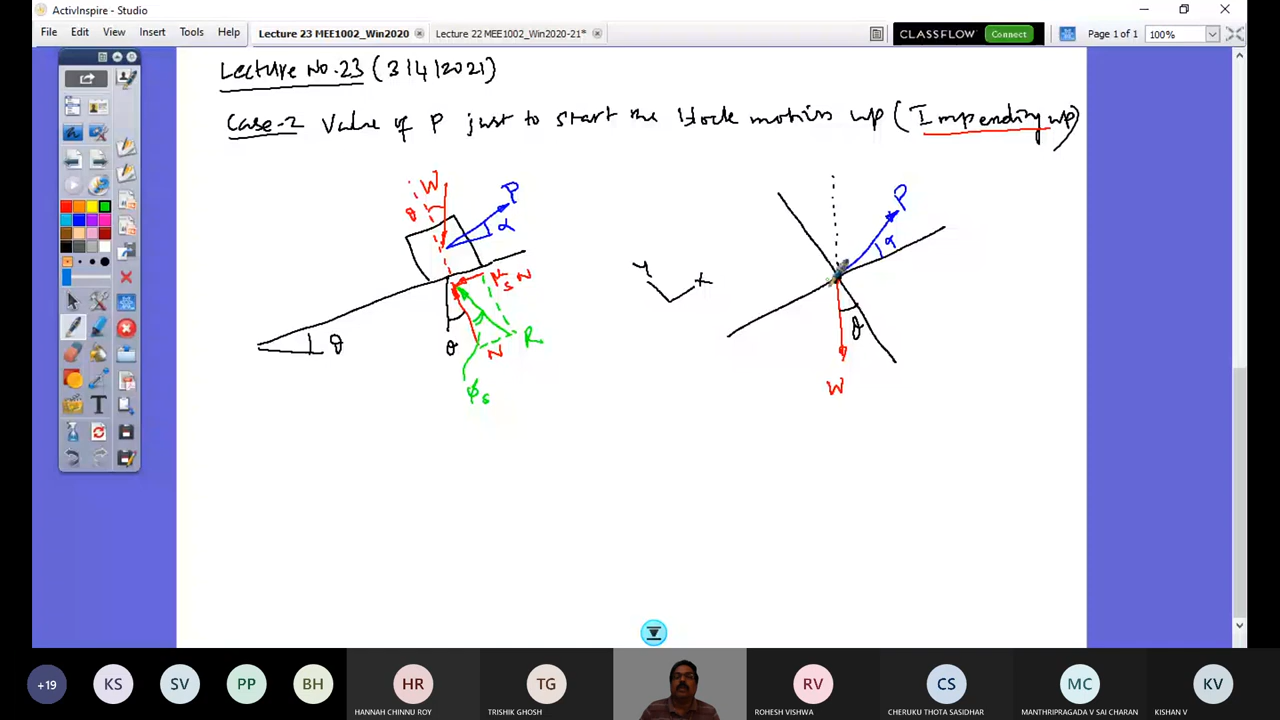 ActivInspire - Studio
File Edit View Insert Tools Help
Lecture 23 MEE1002_Win2020
Lecture 22 MEE1002_Win2020-21*
CLASSFLOW Connect
Page 1 of 1
100%
Lecture No.23 (3/4/2021)
Case-2 Value of P just to start the block motion up (Impending up)
W
θ
P
α
μsN
θ
θ
N
R
φs
Y
X
P
α
θ
W
+19
KS
SV
PP
BH
HR
HANNAH CHINNU ROY
TG
TRISHIK GHOSH
RV
ROHESH VISHWA
CS
CHERUKU THOTA SASIDHAR
MC
MANTHRIPRAGADA V SAI CHARAN
KV
KISHAN V